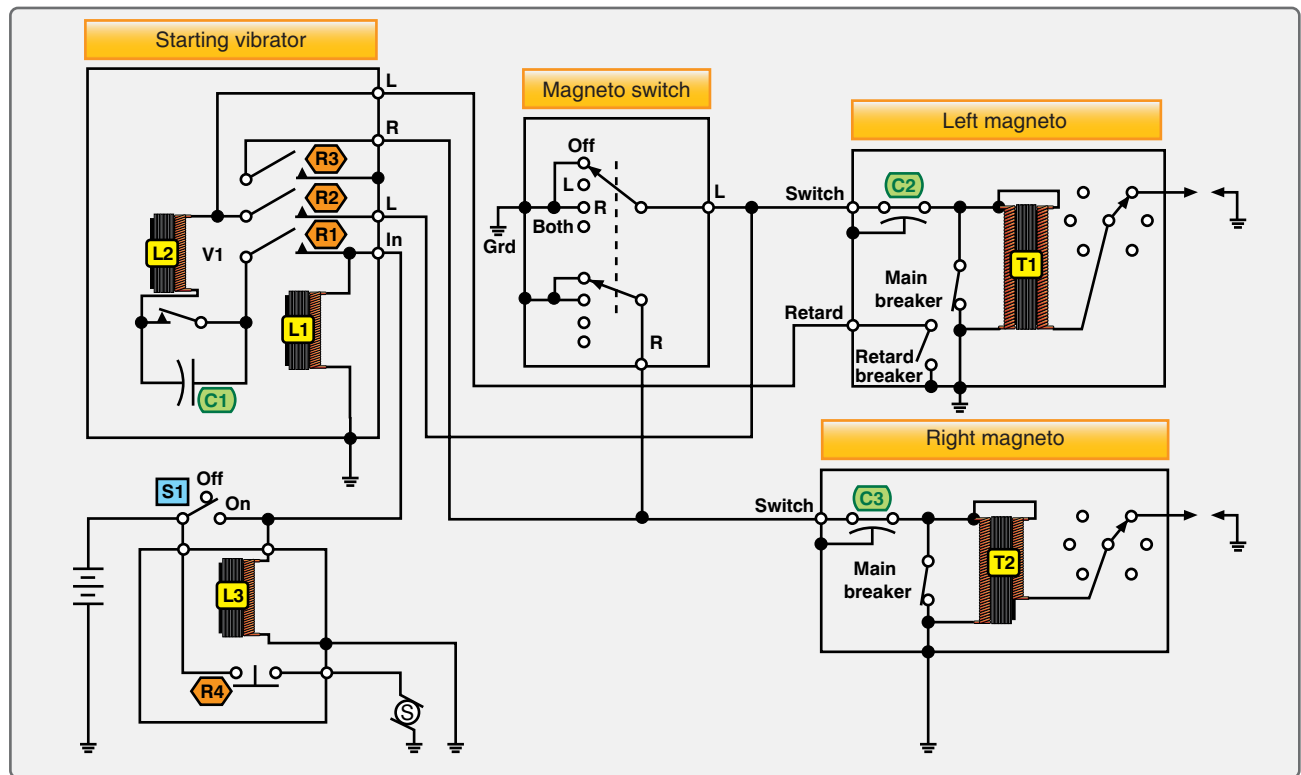 Starting vibrator
L
R
R3
R2
L
R1
In
V1
L2
L1
C1
Magneto switch
Off
L
R
Both
Grd
L
R
Left magneto
Switch
C2
T1
Main
breaker
Retard
Retard
breaker
Right magneto
Switch
C3
T2
Main
breaker
S1
Off
On
L3
R4
S